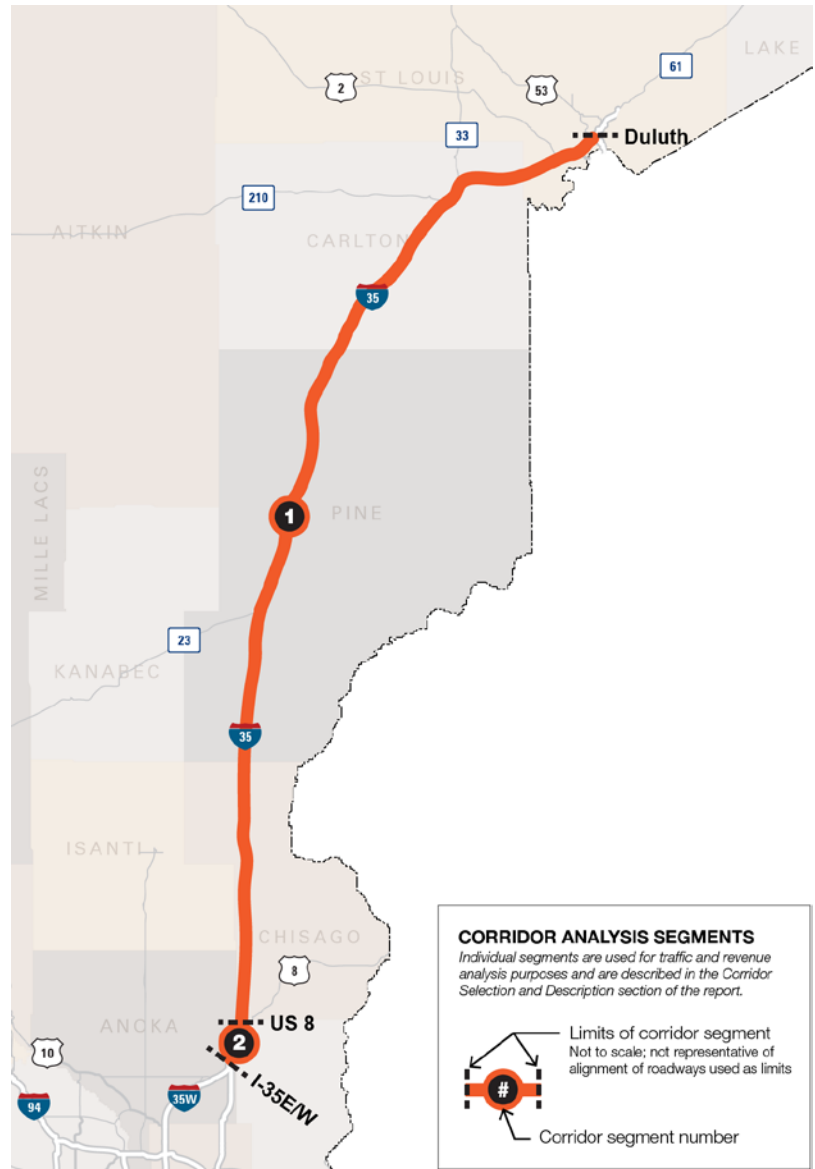 LAKE
61
ST LOUIS
2
53
33
Duluth
210
AITKIN
CARLTON
35
MILLE LACS
1
PINE
23
KANABEC
35
ISANTI
CHISAGO
8
ANOKA
US 8
2
10
I-35E/W
94
35W
CORRIDOR ANALYSIS SEGMENTS
Individual segments are used for traffic and revenue
analysis purposes and are described in the Corridor
Selection and Description section of the report.
Limits of corridor segment
Not to scale; not representative of
alignment of roadways used as limits
#
Corridor segment number